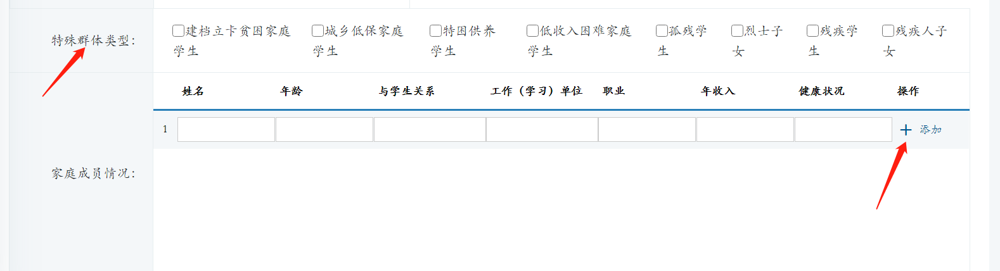 特殊群体类型：
建档立卡贫困家庭学生
城乡低保家庭学生
特困供养学生
低收入困难家庭学生
孤残学生
烈士子女
残疾学生
残疾人子女
姓名 年龄 与学生关系 工作（学习）单位 职业 年收入 健康状况 操作
1 添加
家庭成员情况：